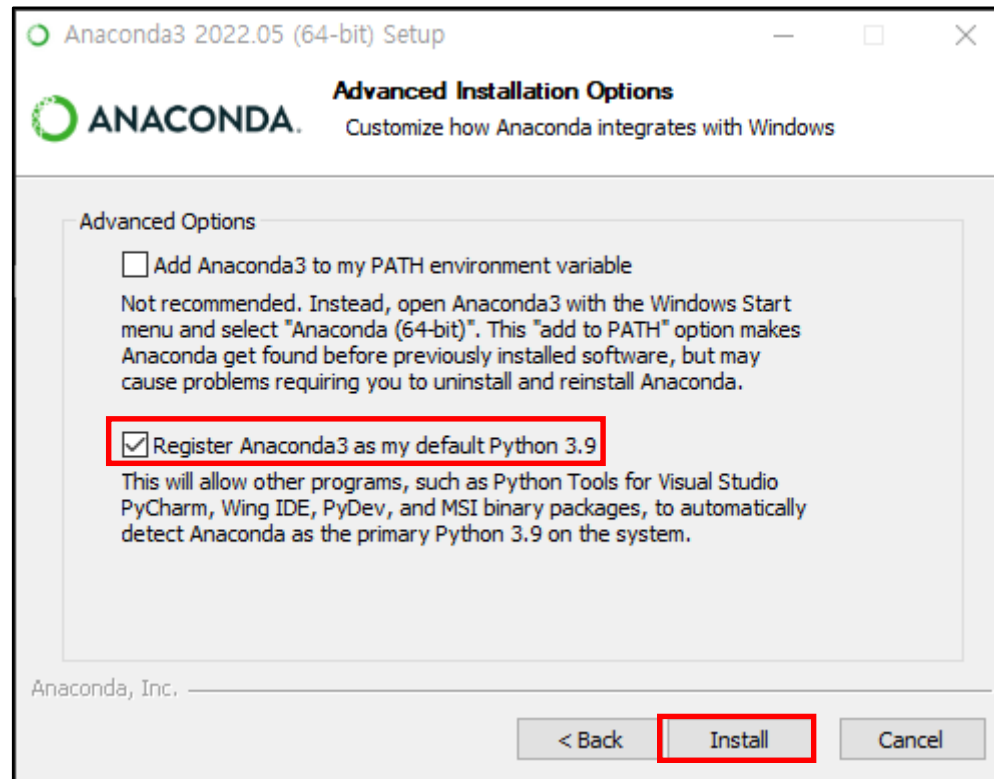 Anaconda3 2022.05 (64-bit) Setup
ANACONDA.
Advanced Installation Options
Customize how Anaconda integrates with Windows
Advanced Options
Add Anaconda3 to my PATH environment variable
Not recommended. Instead, open Anaconda3 with the Windows Start
menu and select "Anaconda (64-bit)". This "add to PATH" option makes
Anaconda get found before previously installed software, but may
cause problems requiring you to uninstall and reinstall Anaconda.
Register Anaconda3 as my default Python 3.9
This will allow other programs, such as Python Tools for Visual Studio
PyCharm, Wing IDE, PyDev, and MSI binary packages, to automatically
detect Anaconda as the primary Python 3.9 on the system.
Anaconda, Inc.
< Back
Install
Cancel